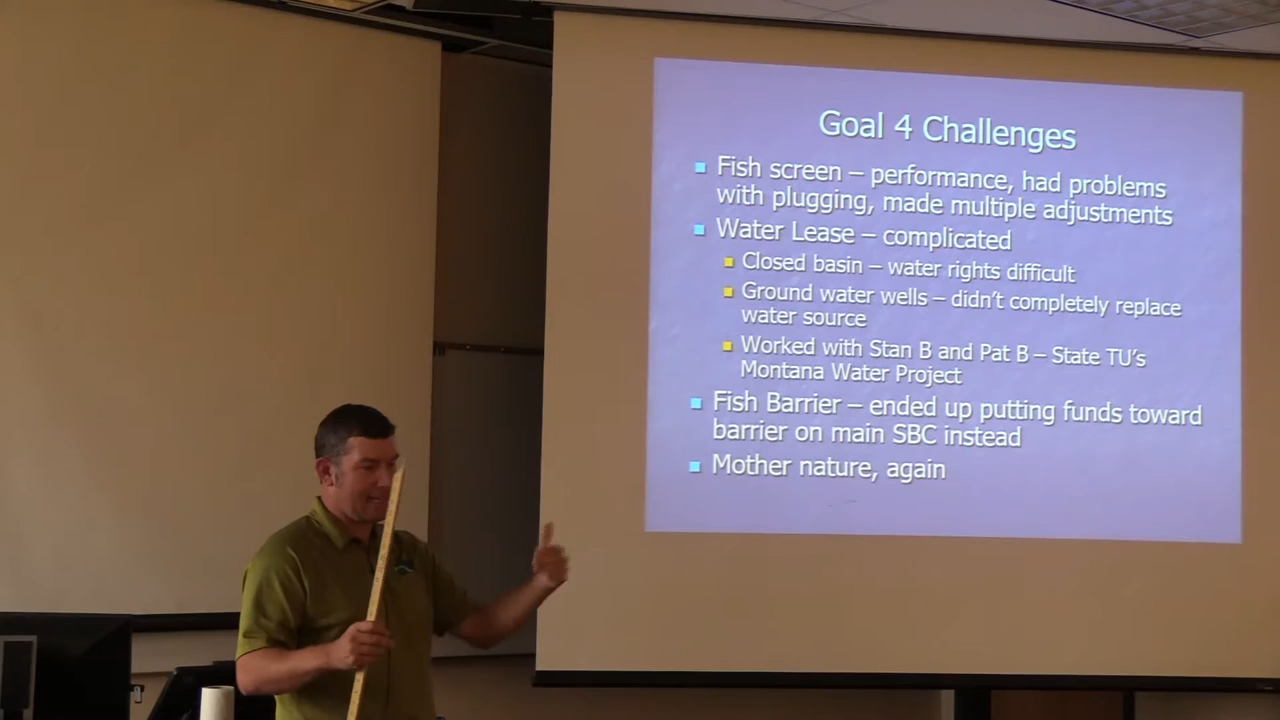 Goal 4 Challenges
Fish screen – performance, had problems
with plugging, made multiple adjustments
Water Lease – complicated
Closed basin – water rights difficult
Ground water wells – didn't completely replace
water source
Worked with Stan B and Pat B – State TU's
Montana Water Project
Fish Barrier – ended up putting funds toward
barrier on main SBC instead
Mother nature, again